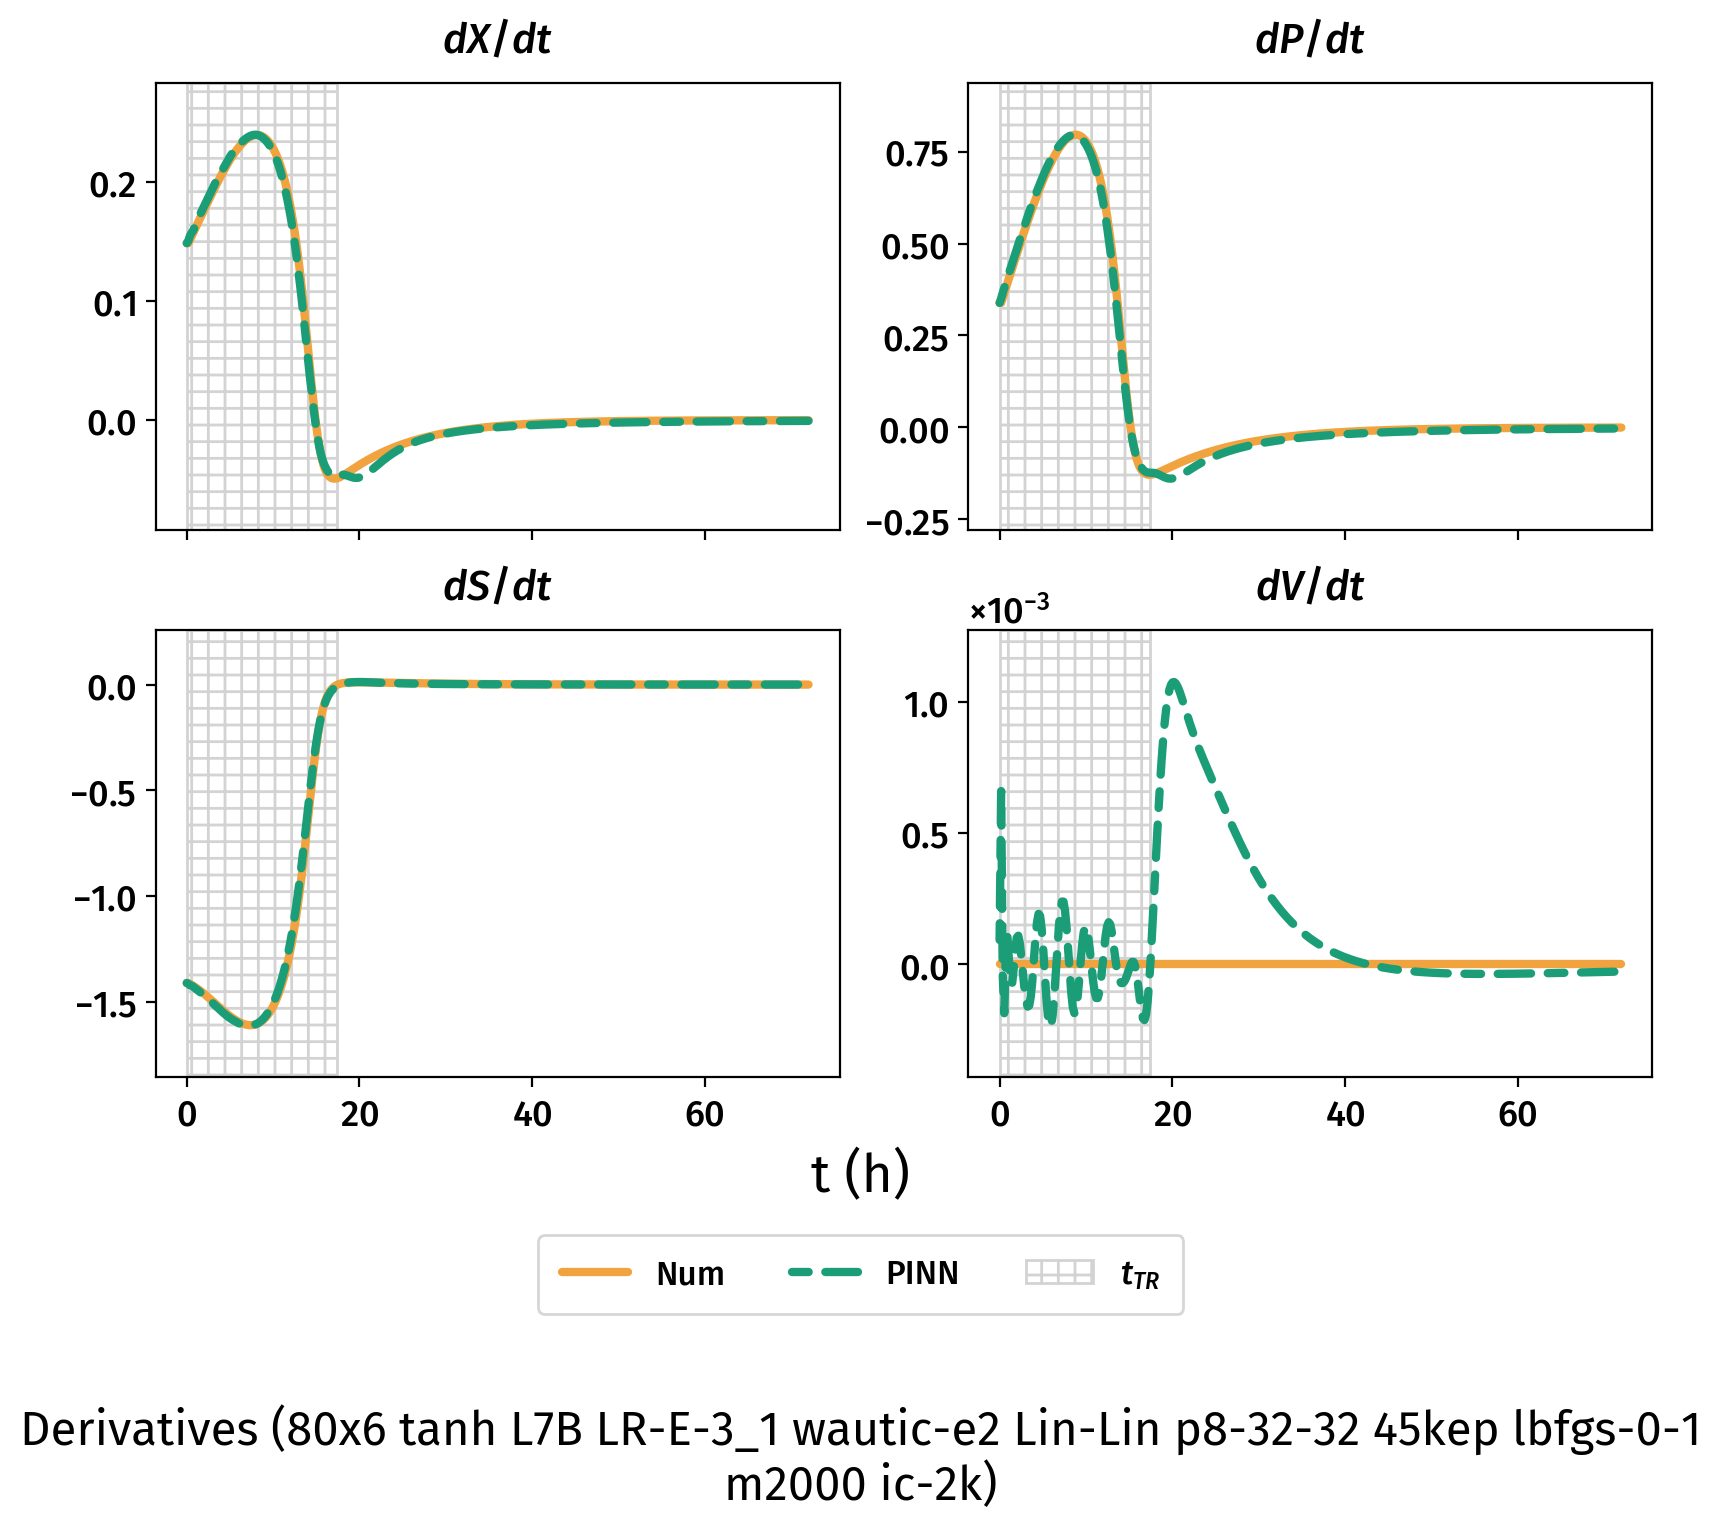 dX/dt
dP/dt
0.2
0.1
0.0
0.75
0.50
0.25
0.00
−0.25
dS/dt
dV/dt
×10⁻³
0.0
−0.5
−1.0
−1.5
1.0
0.5
0.0
0 20 40 60
0 20 40 60
t (h)
Num PINN t_TR
Derivatives (80x6 tanh L7B LR-E-3_1 wautic-e2 Lin-Lin p8-32-32 45kep lbfgs-0-1
m2000 ic-2k)